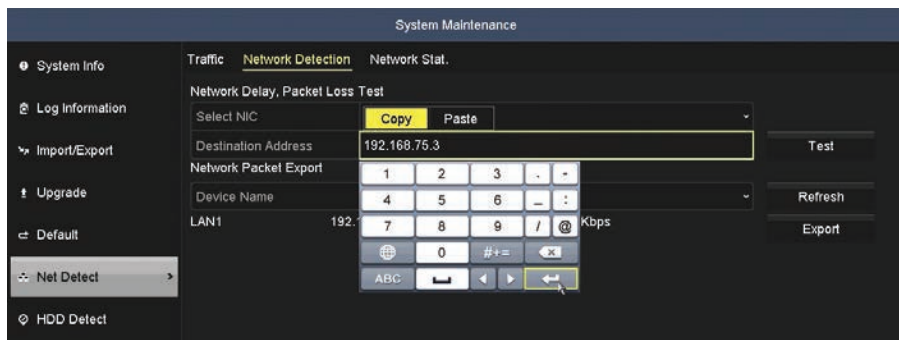 System Maintenance
System Info
Log Information
Import/Export
Upgrade
Default
Net Detect >
HDD Detect
Traffic Network Detection Network Stat.
Network Delay, Packet Loss Test
Select NIC
Copy Paste
Destination Address 192.168.75.3 Test
Network Packet Export
Device Name Refresh
LAN1 192.1 Kbps Export
1 2 3 . -
4 5 6 _ :
7 8 9 / @
0 #+=
ABC